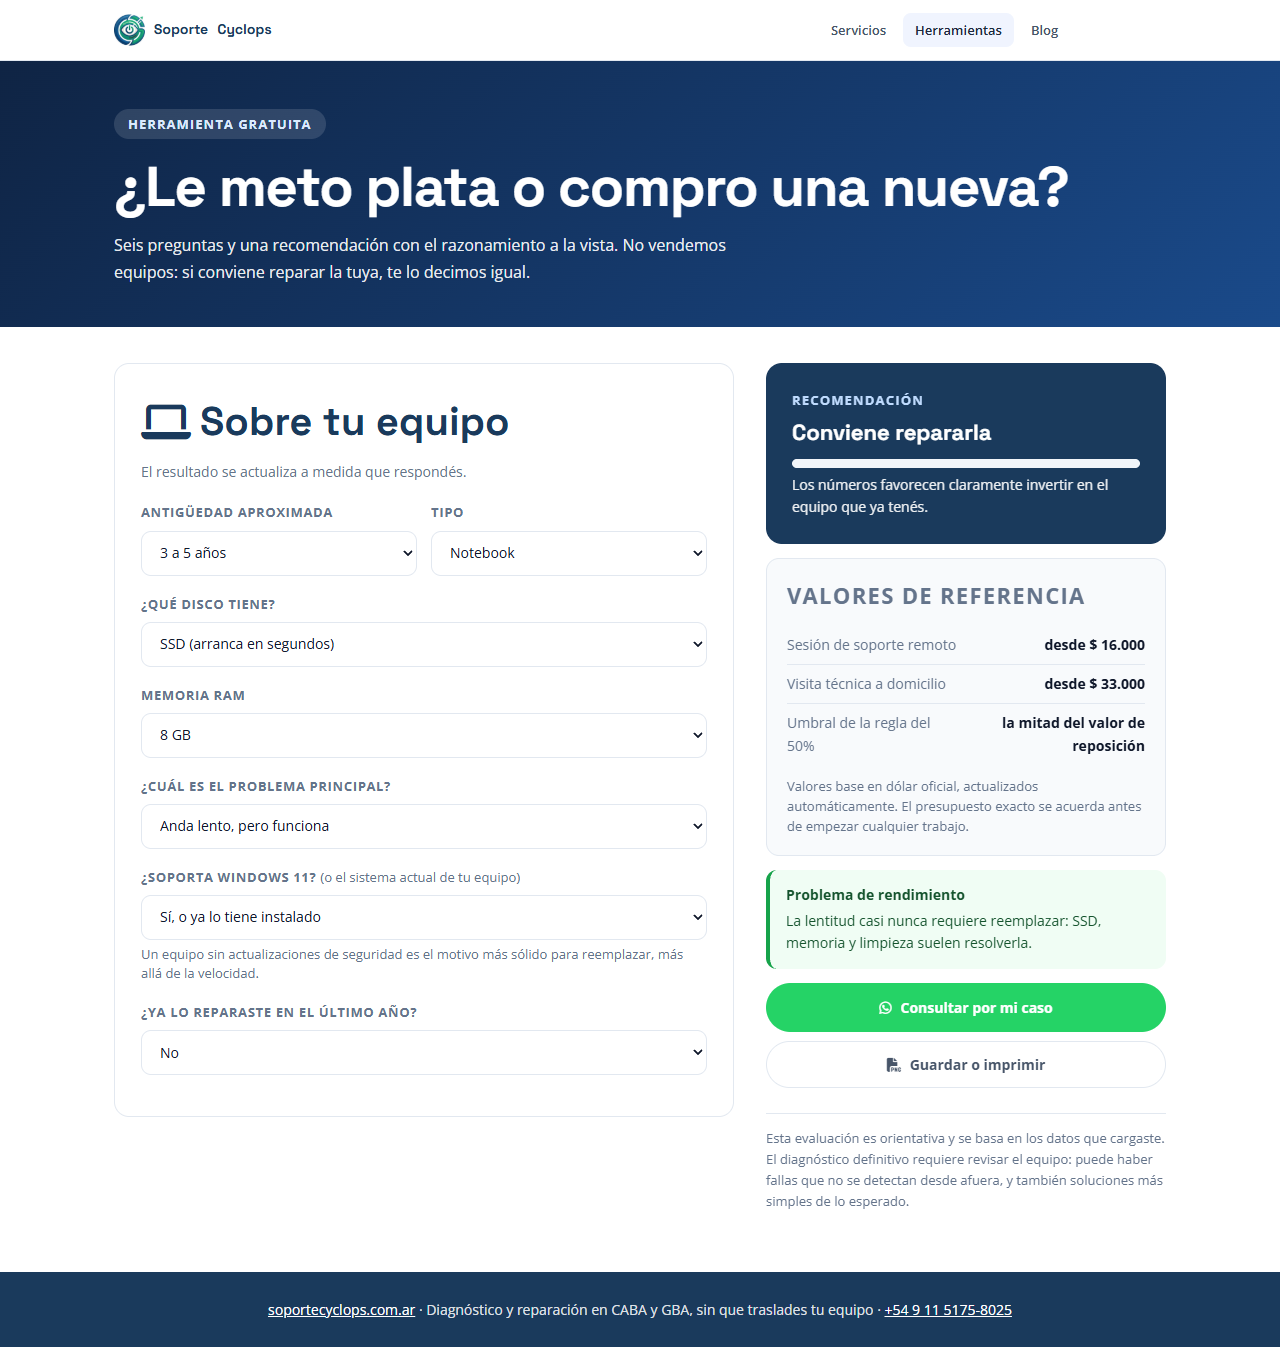 Soporte Cyclops
Servicios
Herramientas
Blog
HERRAMIENTA GRATUITA
¿Le meto plata o compro una nueva?
Seis preguntas y una recomendación con el razonamiento a la vista. No vendemos
equipos: si conviene reparar la tuya, te lo decimos igual.
Sobre tu equipo
El resultado se actualiza a medida que respondés.
ANTIGÜEDAD APROXIMADA
3 a 5 años
TIPO
Notebook
¿QUÉ DISCO TIENE?
SSD (arranca en segundos)
MEMORIA RAM
8 GB
¿CUÁL ES EL PROBLEMA PRINCIPAL?
Anda lento, pero funciona
¿SOPORTA WINDOWS 11? (o el sistema actual de tu equipo)
Sí, o ya lo tiene instalado
Un equipo sin actualizaciones de seguridad es el motivo más sólido para reemplazar, más
allá de la velocidad.
¿YA LO REPARASTE EN EL ÚLTIMO AÑO?
No
RECOMENDACIÓN
Conviene repararla
Los números favorecen claramente invertir en el
equipo que ya tenés.
VALORES DE REFERENCIA
Sesión de soporte remoto desde $ 16.000
Visita técnica a domicilio desde $ 33.000
Umbral de la regla del la mitad del valor de
50% reposición
Valores base en dólar oficial, actualizados
automáticamente. El presupuesto exacto se acuerda antes
de empezar cualquier trabajo.
Problema de rendimiento
La lentitud casi nunca requiere reemplazar: SSD,
memoria y limpieza suelen resolverla.
Consultar por mi caso
Guardar o imprimir
Esta evaluación es orientativa y se basa en los datos que cargaste.
El diagnóstico definitivo requiere revisar el equipo: puede haber
fallas que no se detectan desde afuera, y también soluciones más
simples de lo esperado.
soportecyclops.com.ar · Diagnóstico y reparación en CABA y GBA, sin que traslades tu equipo · +54 9 11 5175-8025